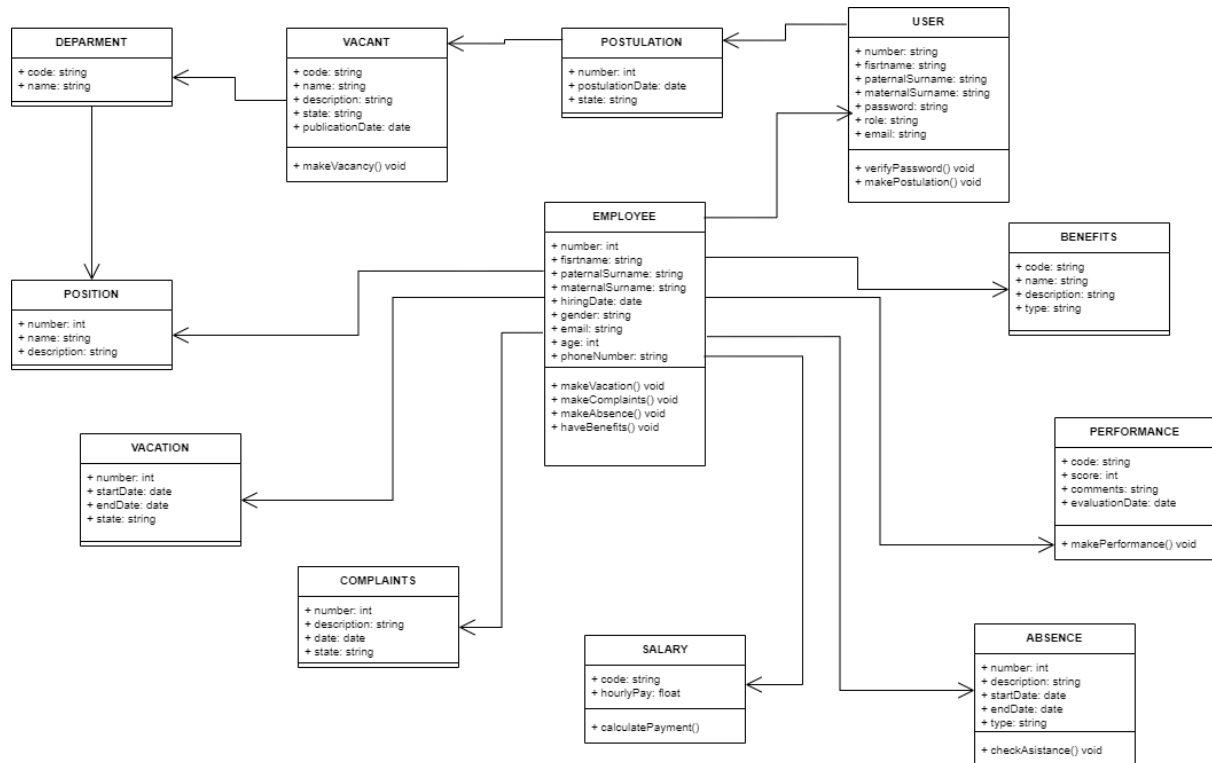 DEPARMENT
+ code: string
+ name: string
VACANT
+ code: string
+ name: string
+ description: string
+ state: string
+ publicationDate: date
+ makeVacancy() void
POSTULATION
+ number: int
+ postulationDate: date
+ state: string
USER
+ number: string
+ fisrtname: string
+ paternalSurname: string
+ maternalSurname: string
+ password: string
+ role: string
+ email: string
+ verifyPassword() void
+ makePostulation() void
EMPLOYEE
+ number: int
+ fisrtname: string
+ paternalSurname: string
+ maternalSurname: string
+ hiringDate: date
+ gender: string
+ email: string
+ age: int
+ phoneNumber: string
+ makeVacation() void
+ makeComplaints() void
+ makeAbsence() void
+ haveBenefits() void
BENEFITS
+ code: string
+ name: string
+ description: string
+ type: string
POSITION
+ number: int
+ name: string
+ description: string
VACATION
+ number: int
+ startDate: date
+ endDate: date
+ state: string
PERFORMANCE
+ code: string
+ score: int
+ comments: string
+ evaluationDate: date
+ makePerformance() void
COMPLAINTS
+ number: int
+ description: string
+ date: date
+ state: string
SALARY
+ code: string
+ hourlyPay: float
+ calculatePayment()
ABSENCE
+ number: int
+ description: string
+ startDate: date
+ endDate: date
+ type: string
+ checkAsistance() void